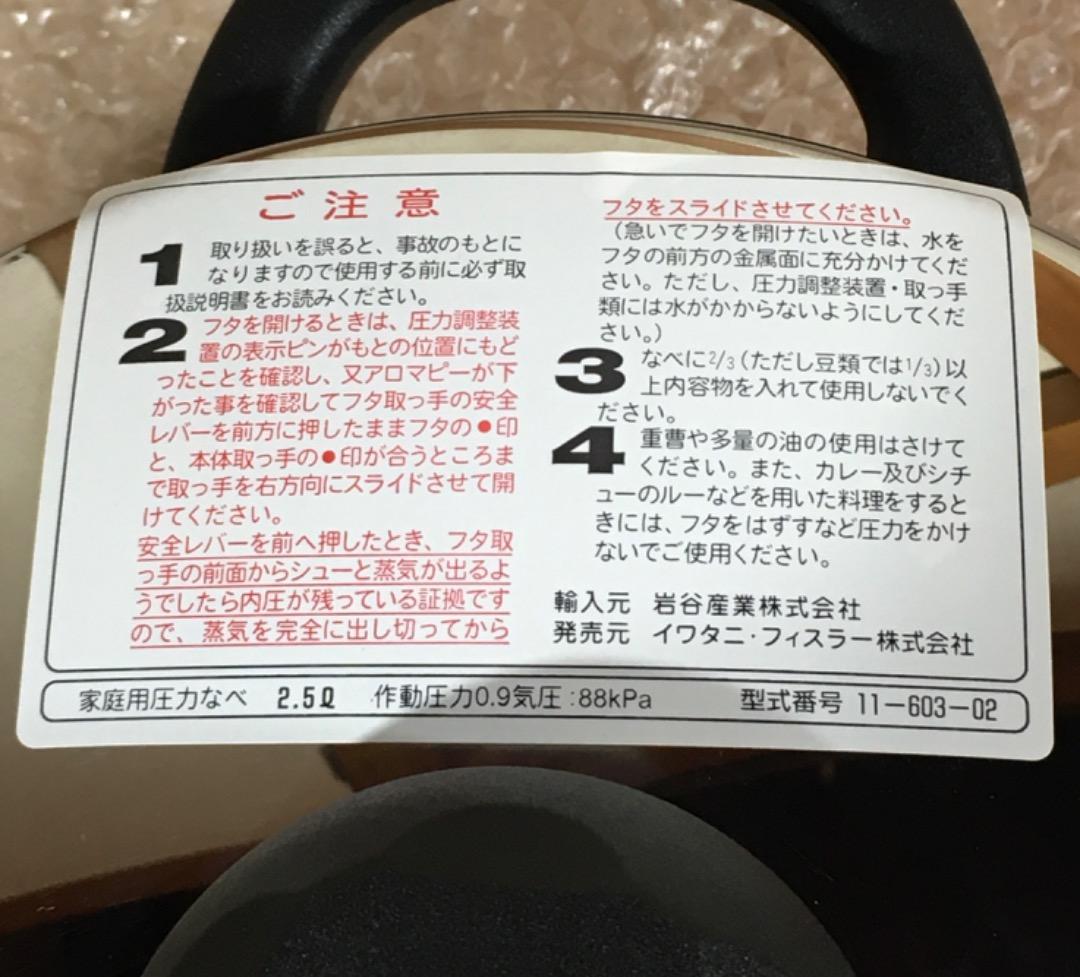 ご注意
1 取り扱いを誤ると、事故のもとに
なりますので使用する前に必ず取
扱説明書をお読みください。
2 フタを開けるときは、圧力調整装
置の表示ピンがもとの位置にもど
ったことを確認し、又アロマピーが下
がった事を確認してフタ取っ手の安全
レバーを前方に押したままフタの●印
と、本体取っ手の●印が合うところま
で取っ手を右方向にスライドさせて開
けてください。
安全レバーを前へ押したとき、フタ取
っ手の前面からシューと蒸気が出るよ
うでしたら内圧が残っている証拠です
ので、蒸気を完全に出し切ってから
フタをスライドさせてください。
（急いでフタを開けたいときは、水を
フタの前方の金属面に充分かけてくだ
さい。ただし、圧力調整装置・取っ手
類には水がかからないようにしてくだ
さい。）
3 なべに2/3（ただし豆類では1/3）以
上内容物を入れて使用しないでく
ださい。
4 重曹や多量の油の使用はさけて
ください。また、カレー及びシチ
ューのルーなどを用いた料理をすると
きには、フタをはずすなど圧力をかけ
ないでご使用ください。
輸入元 岩谷産業株式会社
発売元 イワタニ・フィスラー株式会社
家庭用圧力なべ 2.5ℓ 作動圧力0.9気圧:88kPa 型式番号 11-603-02